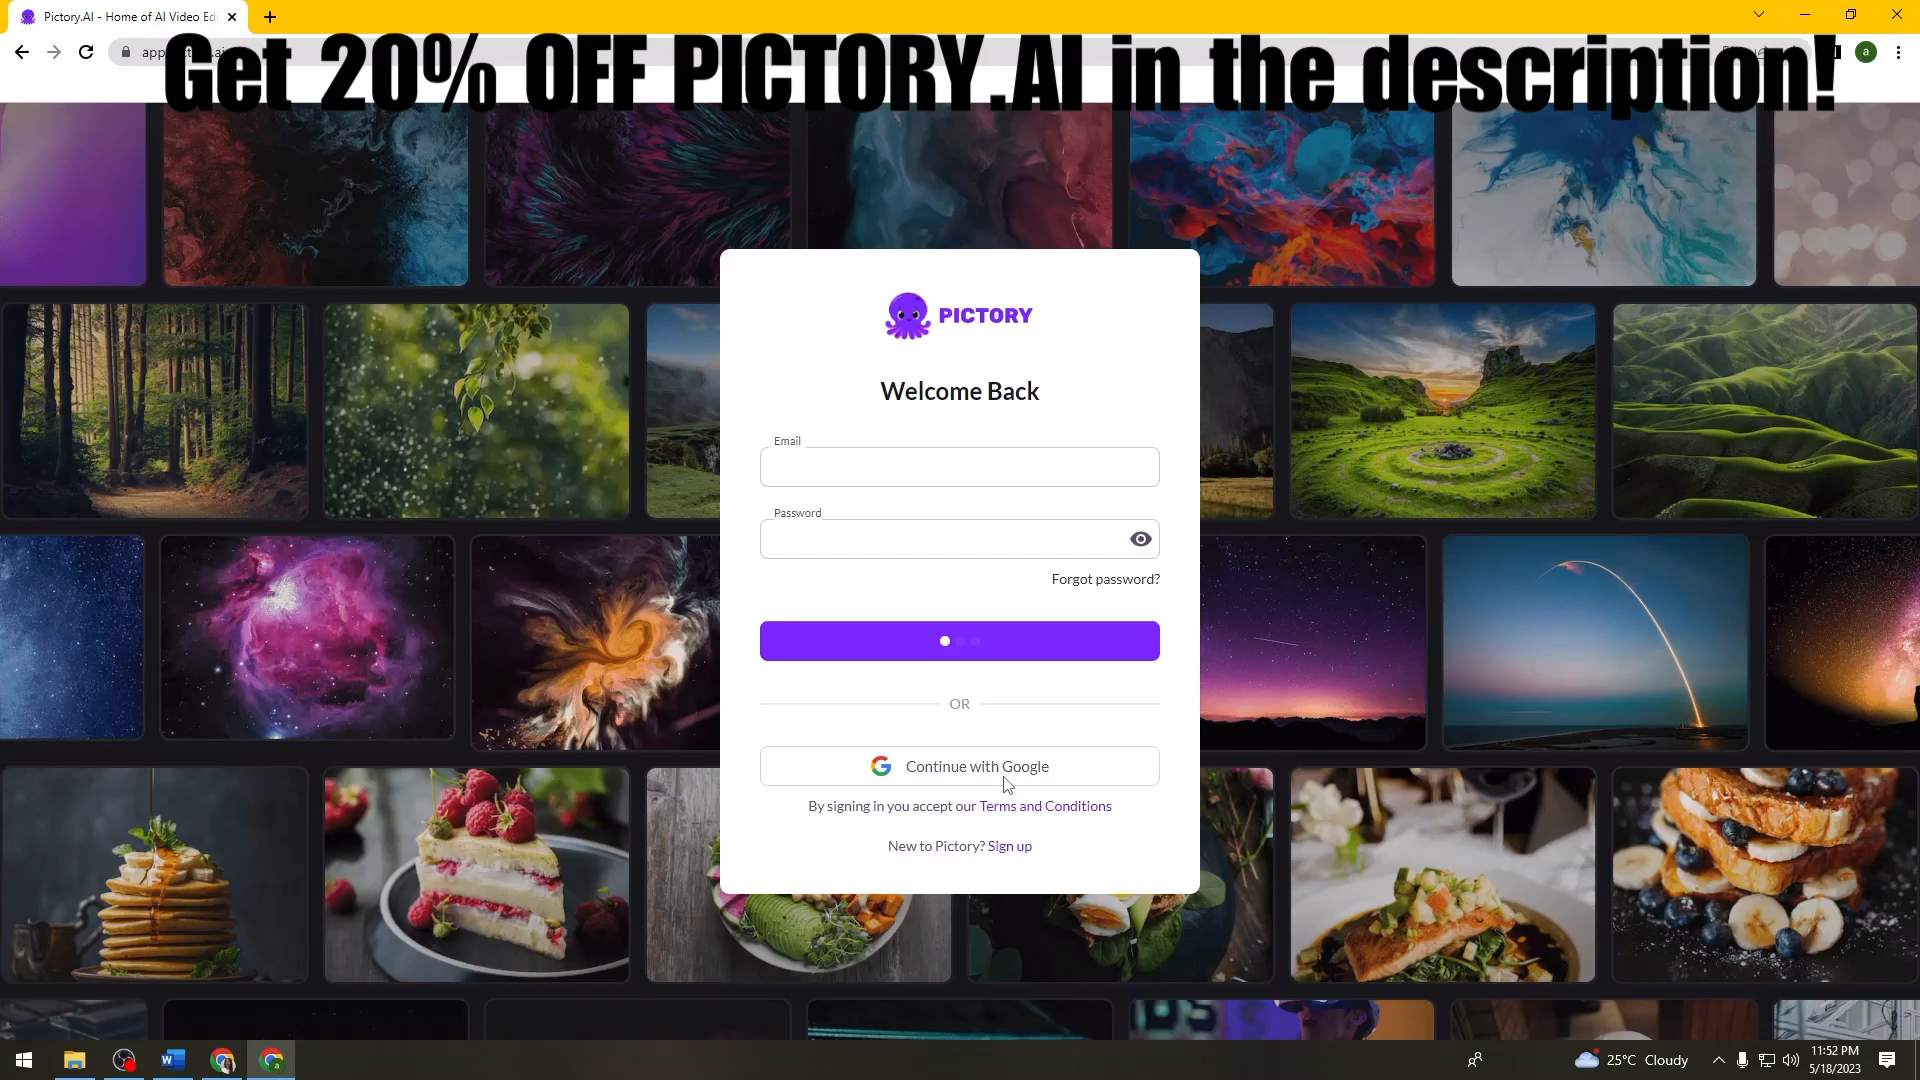 Pictory.AI - Home of AI Video Edi
app
Get 20% OFF PICTORY.AI in the description!
a
PICTORY
Welcome Back
Email
Password
Forgot password?
OR
Continue with Google
By signing in you accept our Terms and Conditions
New to Pictory? Sign up
25°C Cloudy
11:52 PM
5/18/2023